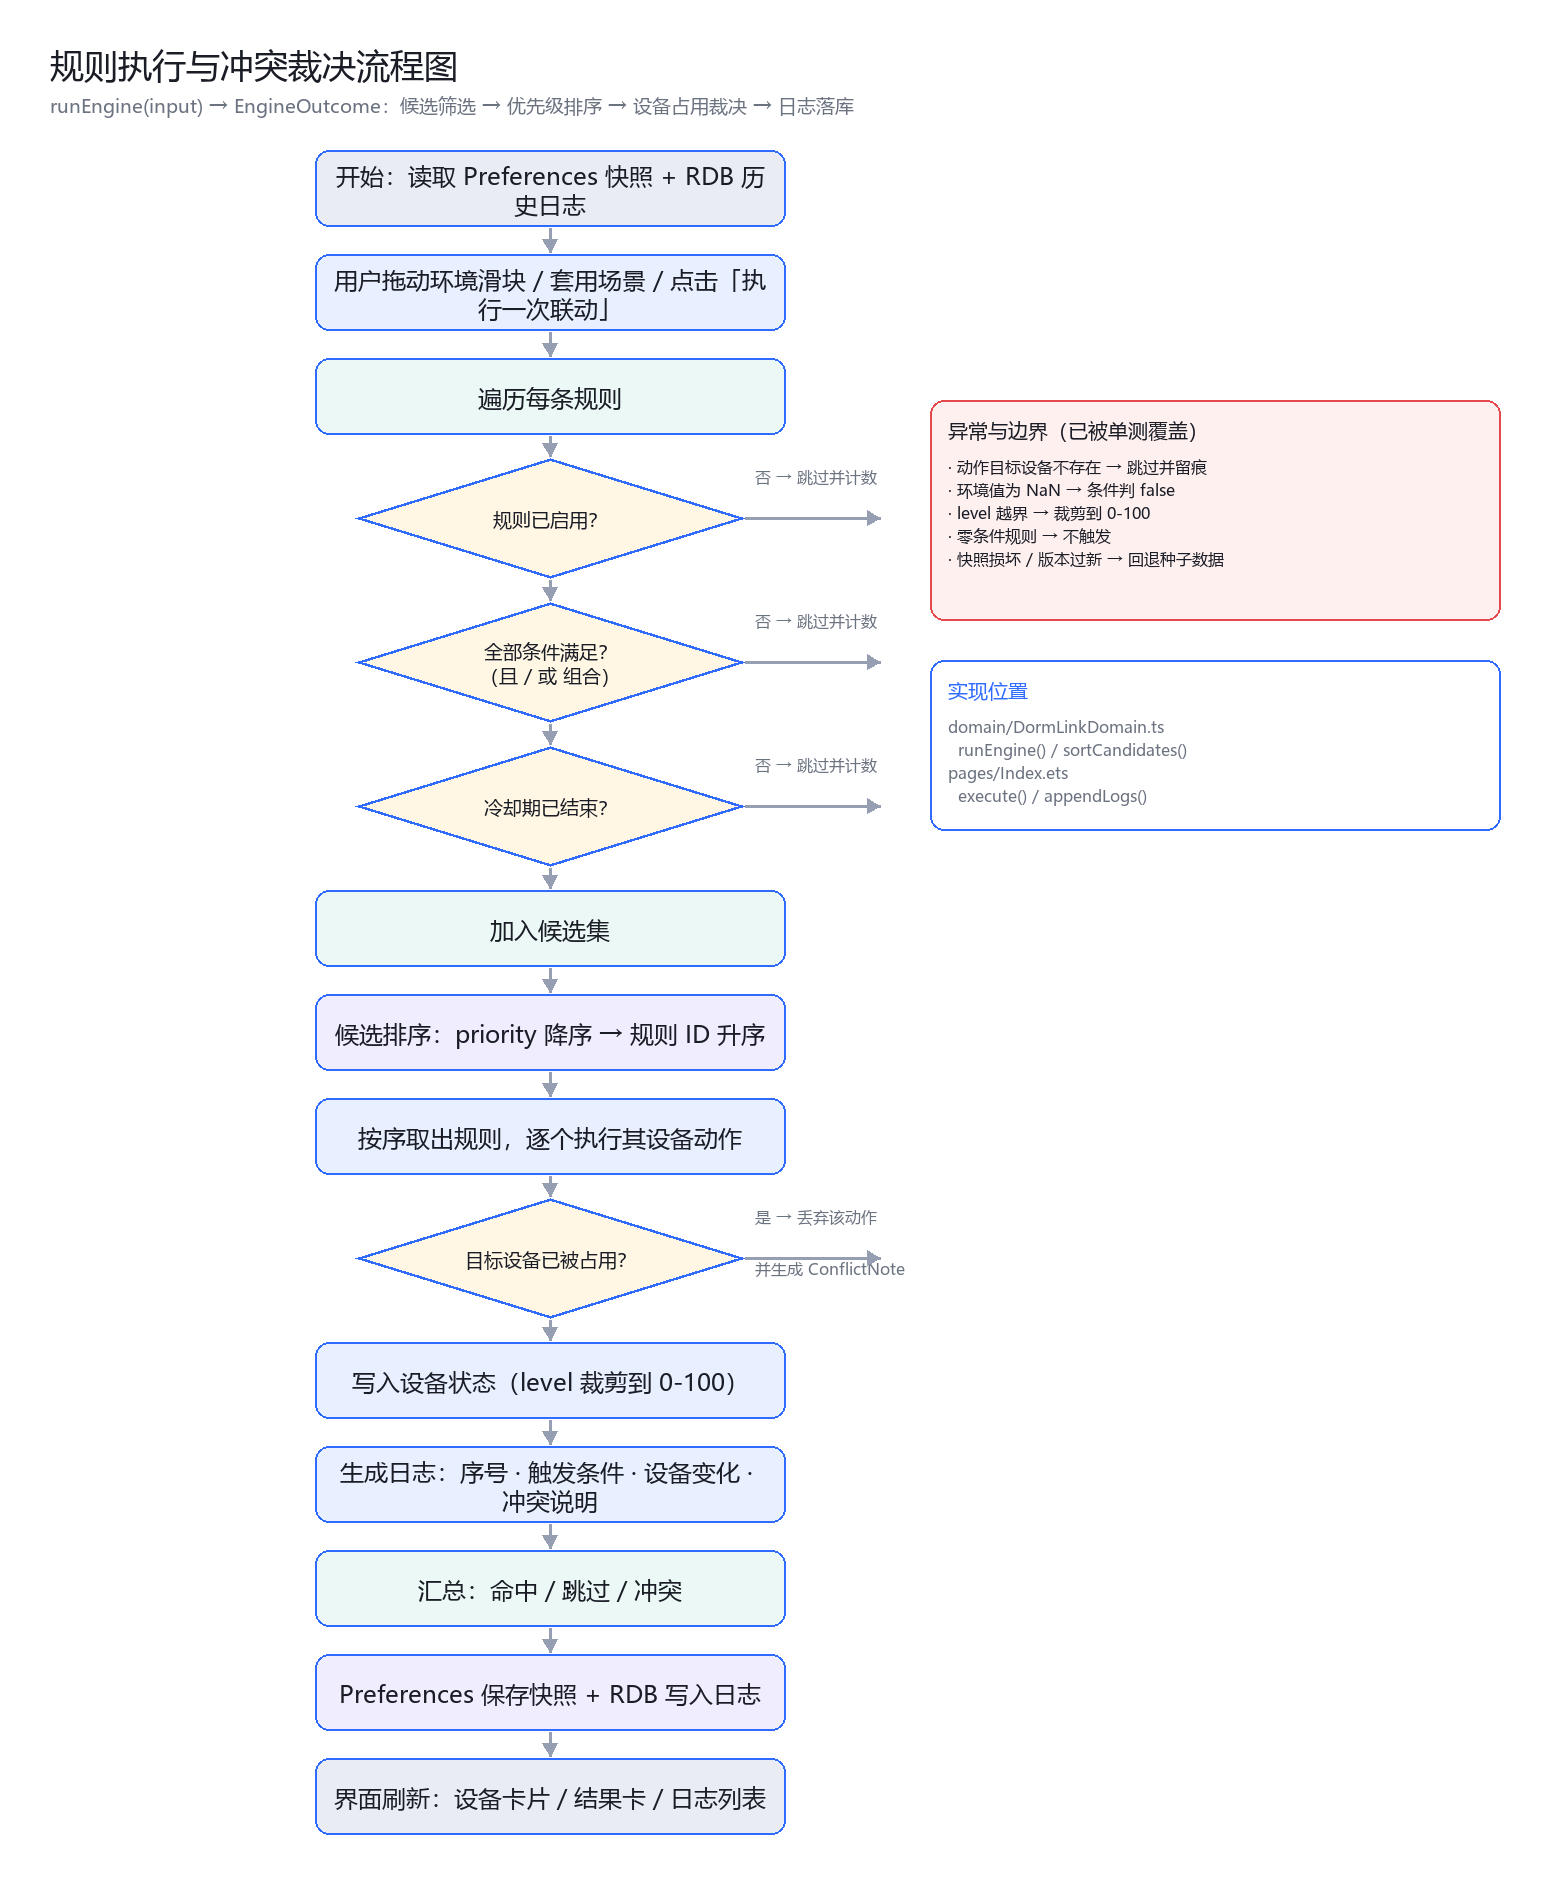 规则执行与冲突裁决流程图
runEngine(input) → EngineOutcome：候选筛选 → 优先级排序 → 设备占用裁决 → 日志落库
开始：读取 Preferences 快照 + RDB 历
史日志
用户拖动环境滑块 / 套用场景 / 点击「执
行一次联动」
遍历每条规则
规则已启用？
否 → 跳过并计数
全部条件满足？
（且 / 或 组合）
否 → 跳过并计数
冷却期已结束？
否 → 跳过并计数
异常与边界（已被单测覆盖）
· 动作目标设备不存在 → 跳过并留痕
· 环境值为 NaN → 条件判 false
· level 越界 → 裁剪到 0-100
· 零条件规则 → 不触发
· 快照损坏 / 版本过新 → 回退种子数据
实现位置
domain/DormLinkDomain.ts
runEngine() / sortCandidates()
pages/Index.ets
execute() / appendLogs()
加入候选集
候选排序：priority 降序 → 规则 ID 升序
按序取出规则，逐个执行其设备动作
目标设备已被占用？
是 → 丢弃该动作
并生成 ConflictNote
写入设备状态（level 裁剪到 0-100）
生成日志：序号 · 触发条件 · 设备变化 ·
冲突说明
汇总：命中 / 跳过 / 冲突
Preferences 保存快照 + RDB 写入日志
界面刷新：设备卡片 / 结果卡 / 日志列表